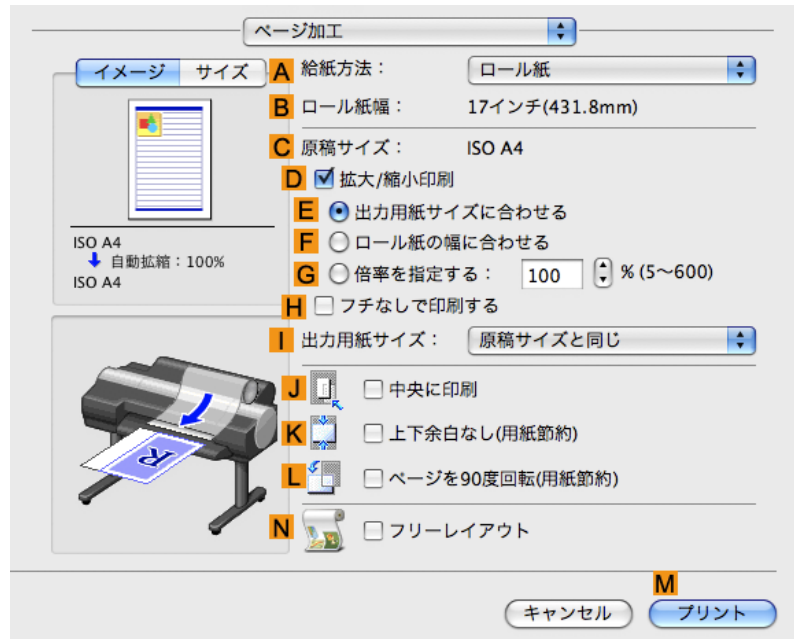 ページ加工
イメージ サイズ
A 給紙方法： ロール紙
B ロール紙幅： 17インチ(431.8mm)
C 原稿サイズ： ISO A4
D 拡大/縮小印刷
E 出力用紙サイズに合わせる
F ロール紙の幅に合わせる
G 倍率を指定する： 100 % (5〜600)
H フチなしで印刷する
I 出力用紙サイズ： 原稿サイズと同じ
ISO A4
自動拡縮：100%
ISO A4
R
J 中央に印刷
K 上下余白なし(用紙節約)
L ページを90度回転(用紙節約)
N フリーレイアウト
M
キャンセル プリント